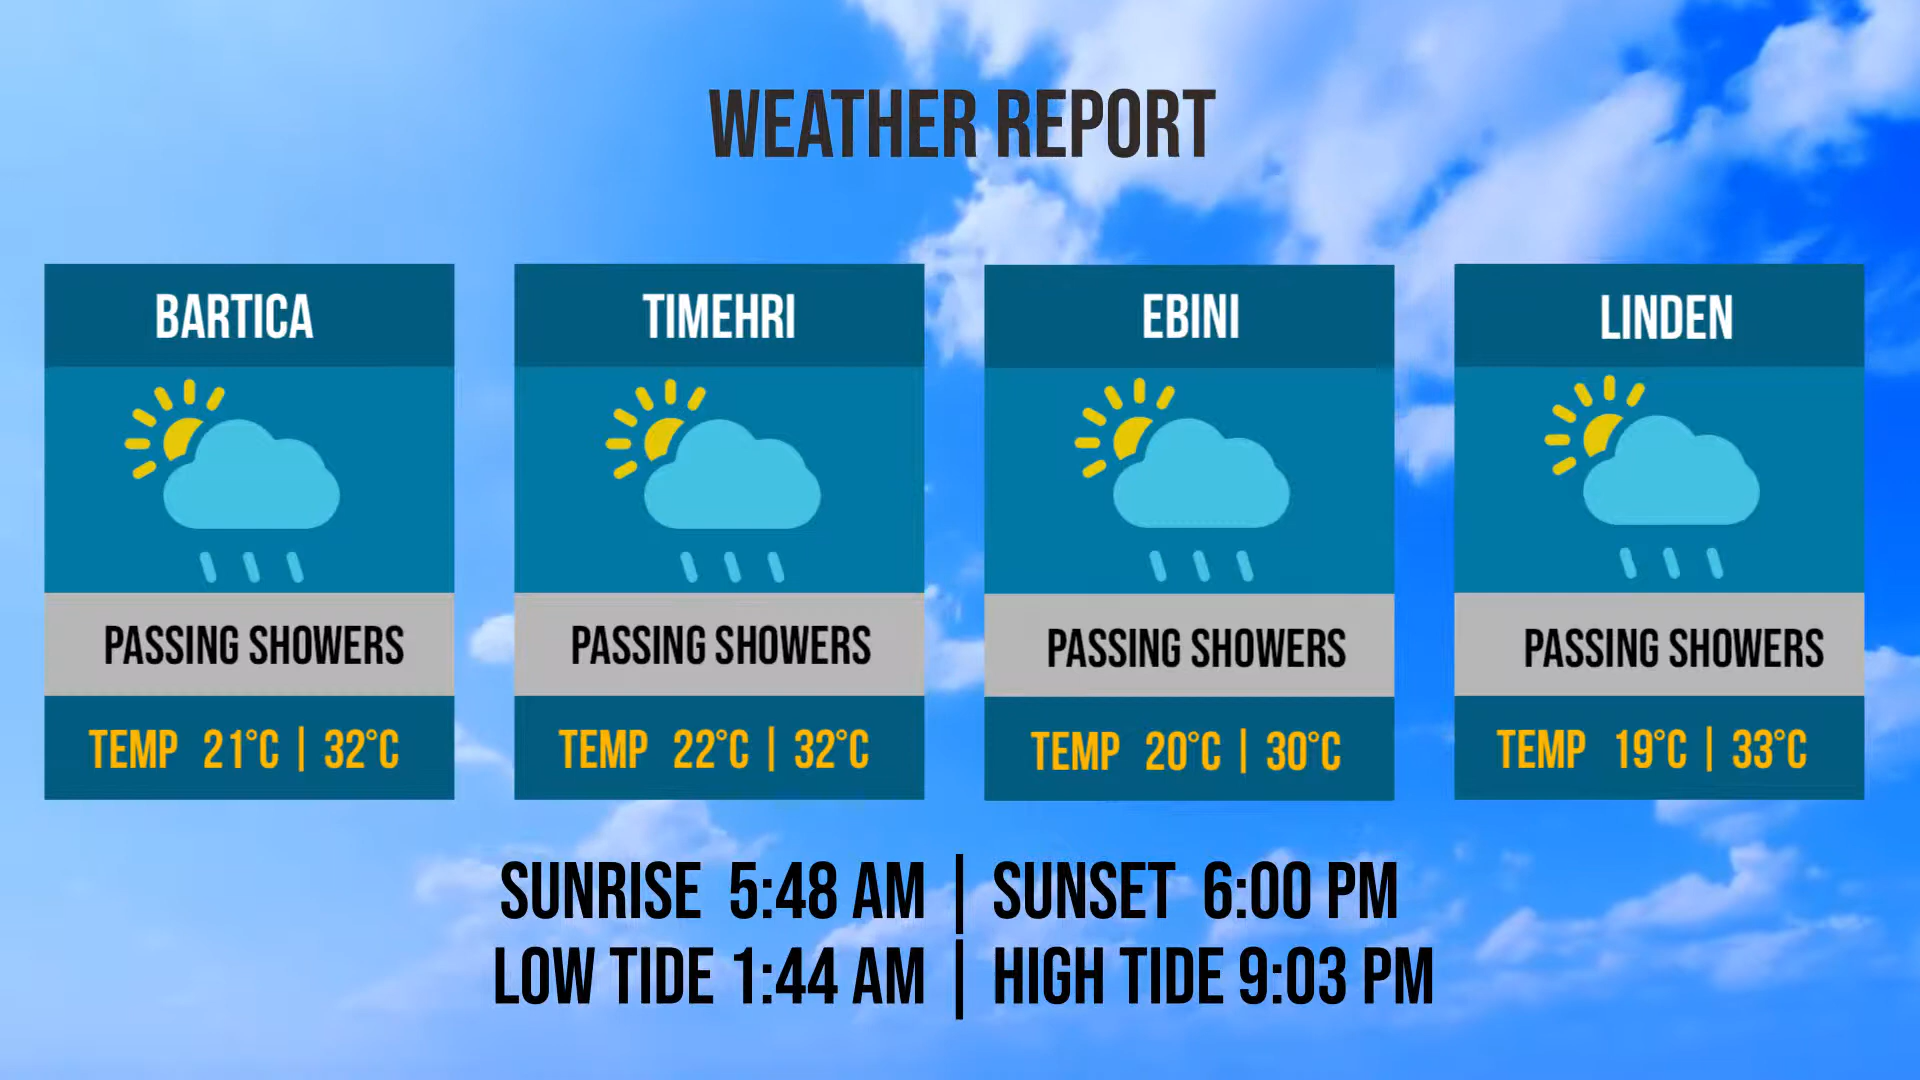 WEATHER REPORT
BARTICA
PASSING SHOWERS
TEMP 21°C | 32°C
TIMEHRI
PASSING SHOWERS
TEMP 22°C | 32°C
EBINI
PASSING SHOWERS
TEMP 20°C | 30°C
LINDEN
PASSING SHOWERS
TEMP 19°C | 33°C
SUNRISE 5:48 AM | SUNSET 6:00 PM
LOW TIDE 1:44 AM | HIGH TIDE 9:03 PM